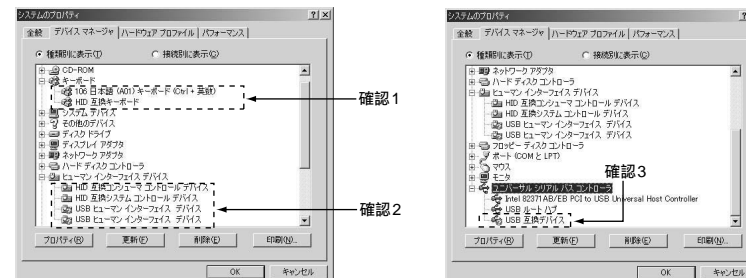 システムのプロパティ
全般 デバイス マネージャ ハードウェア プロファイル パフォーマンス
種類別に表示(T) 接続別に表示(C)
CD-ROM
キーボード
106 日本語 (A01) キーボード (Ctrl + 英数)
HID 互換キーボード
システム デバイス
その他のデバイス
ディスク ドライブ
ディスプレイ アダプタ
ネットワーク アダプタ
ハード ディスク コントローラ
ヒューマン インターフェイス デバイス
HID 互換コンシューマ コントロール デバイス
HID 互換システム コントロール デバイス
USB ヒューマン インターフェイス デバイス
USB ヒューマン インターフェイス デバイス
プロパティ(R) 更新(F) 削除(E) 印刷(N)...
OK キャンセル
確認1
確認2
システムのプロパティ
全般 デバイス マネージャ ハードウェア プロファイル パフォーマンス
種類別に表示(T) 接続別に表示(C)
ネットワーク アダプタ
ハード ディスク コントローラ
ヒューマン インターフェイス デバイス
HID 互換コンシューマ コントロール デバイス
HID 互換システム コントロール デバイス
USB ヒューマン インターフェイス デバイス
USB ヒューマン インターフェイス デバイス
フロッピー ディスク コントローラ
ポート (COM と LPT)
マウス
モニタ
ユニバーサル シリアル バス コントローラ
Intel 82371AB/EB PCI to USB Universal Host Controller
USB ルート ハブ
USB 互換デバイス
確認3
プロパティ(R) 更新(F) 削除(E) 印刷(N)...
OK キャンセル